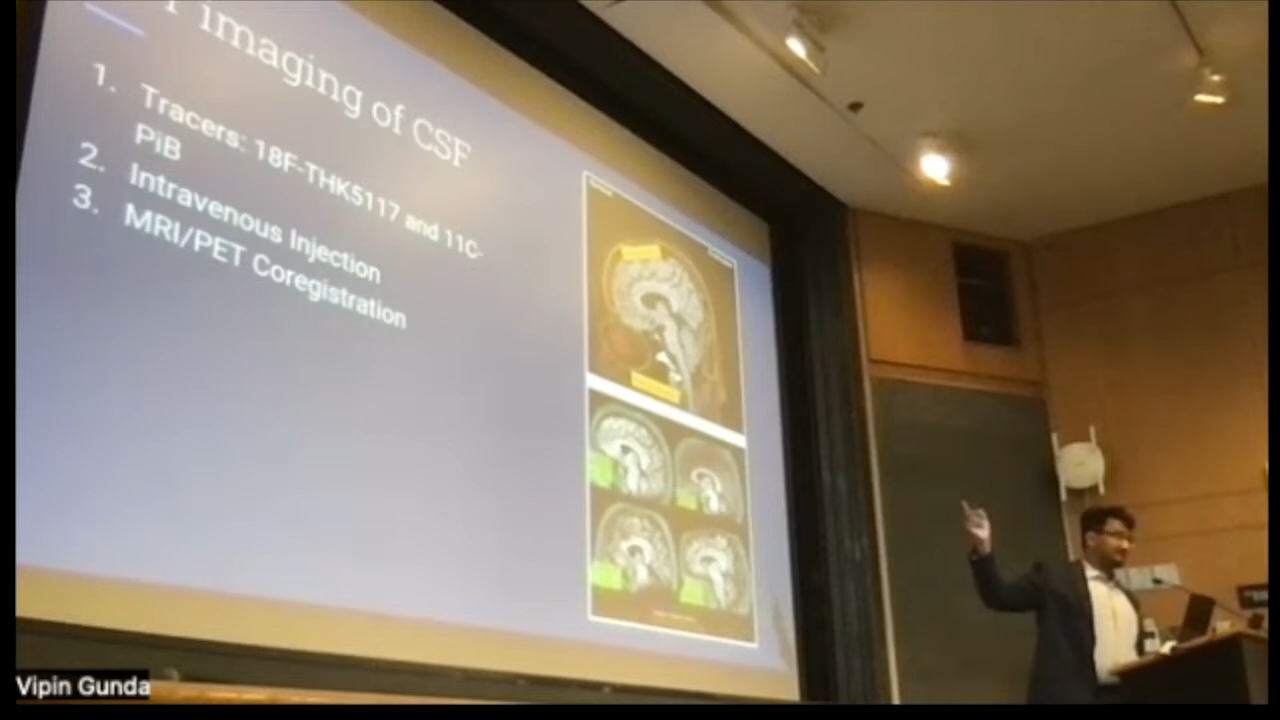 imaging of CSF
1. Tracers: 18F-THK5117 and 11C-
PiB
2. Intravenous Injection
3. MRI/PET Coregistration
Vipin Gunda